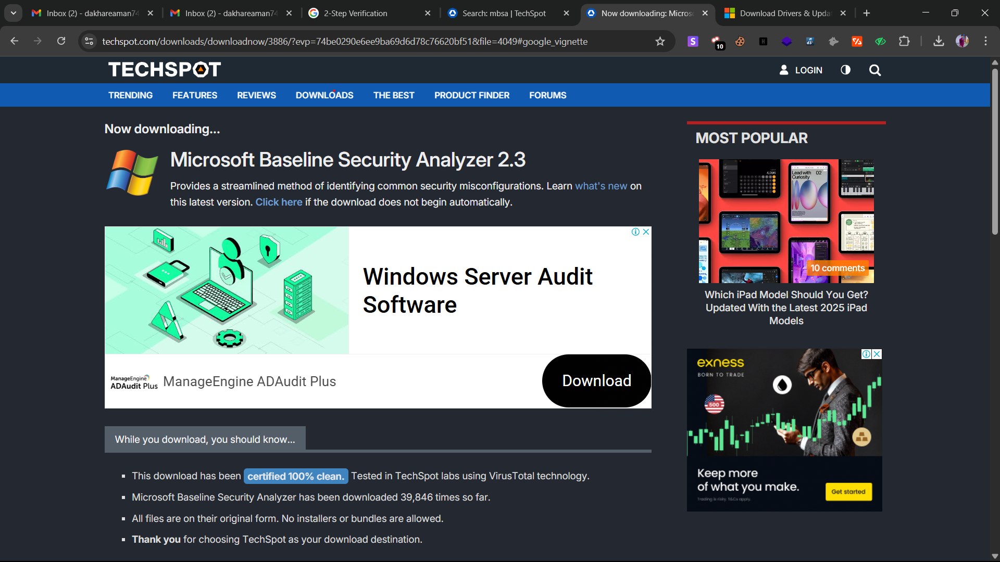 Inbox (2) - dakhareaman74
Inbox (2) - dakhareaman74
2-Step Verification
Search: mbsa | TechSpot
Now downloading: Micros
Download Drivers & Upda
techspot.com/downloads/downloadnow/3886/?evp=74be0290e6ee9ba69d6d78c76620bf51&file=4049#google_vignette
S
10
H
d3
TECHSPOT
LOGIN
TRENDING
FEATURES
REVIEWS
DOWNLOADS
THE BEST
PRODUCT FINDER
FORUMS
Now downloading...
Microsoft Baseline Security Analyzer 2.3
Provides a streamlined method of identifying common security misconfigurations. Learn what's new on
this latest version. Click here if the download does not begin automatically.
Windows Server Audit
Software
ManageEngine
ADAudit Plus
ManageEngine ADAudit Plus
Download
While you download, you should know...
This download has been certified 100% clean. Tested in TechSpot labs using VirusTotal technology.
Microsoft Baseline Security Analyzer has been downloaded 39,846 times so far.
All files are on their original form. No installers or bundles are allowed.
Thank you for choosing TechSpot as your download destination.
MOST POPULAR
4,096
Lead with 02
Curiosity
10 comments
Which iPad Model Should You Get?
Updated With the Latest 2025 iPad
Models
exness
BORN TO TRADE
500
Keep more
of what you make.
Trading is risky. T&Cs apply.
Get started